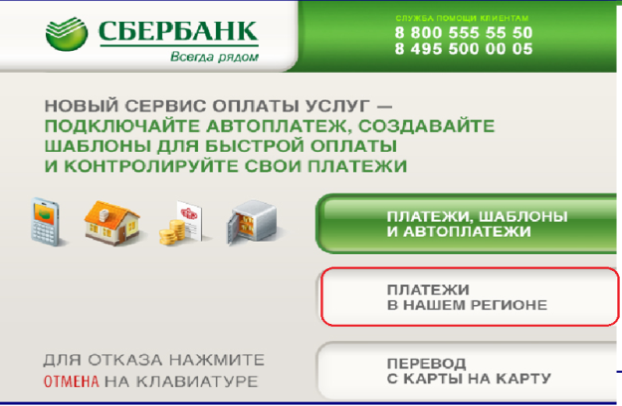 СБЕРБАНК
Всегда рядом
СЛУЖБА ПОМОЩИ КЛИЕНТАМ
8 800 555 55 50
8 495 500 00 05
НОВЫЙ СЕРВИС ОПЛАТЫ УСЛУГ —
ПОДКЛЮЧАЙТЕ АВТОПЛАТЕЖ, СОЗДАВАЙТЕ
ШАБЛОНЫ ДЛЯ БЫСТРОЙ ОПЛАТЫ
И КОНТРОЛИРУЙТЕ СВОИ ПЛАТЕЖИ
ПЛАТЕЖИ, ШАБЛОНЫ
И АВТОПЛАТЕЖИ
ПЛАТЕЖИ
В НАШЕМ РЕГИОНЕ
ДЛЯ ОТКАЗА НАЖМИТЕ
ОТМЕНА НА КЛАВИАТУРЕ
ПЕРЕВОД
С КАРТЫ НА КАРТУ